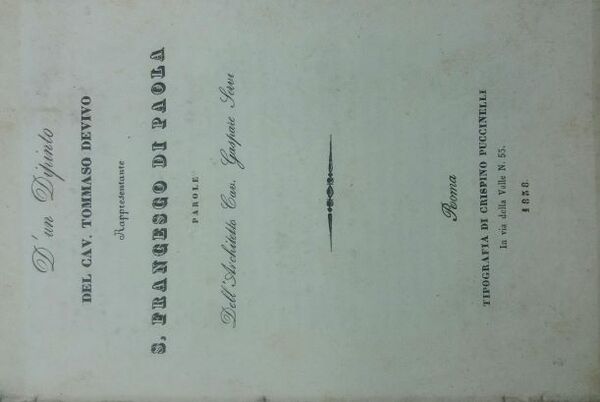 D'un Dipinto
DEL CAV. TOMMASO DEVIVO
Rappresentante
S. FRANCESCO DI PAOLA
PAROLE
Dell'Architetto Cav. Gaspare Servi
Roma
TIPOGRAFIA DI CRISPINO PUCCINELLI
In via della Valle N. 55.
1838